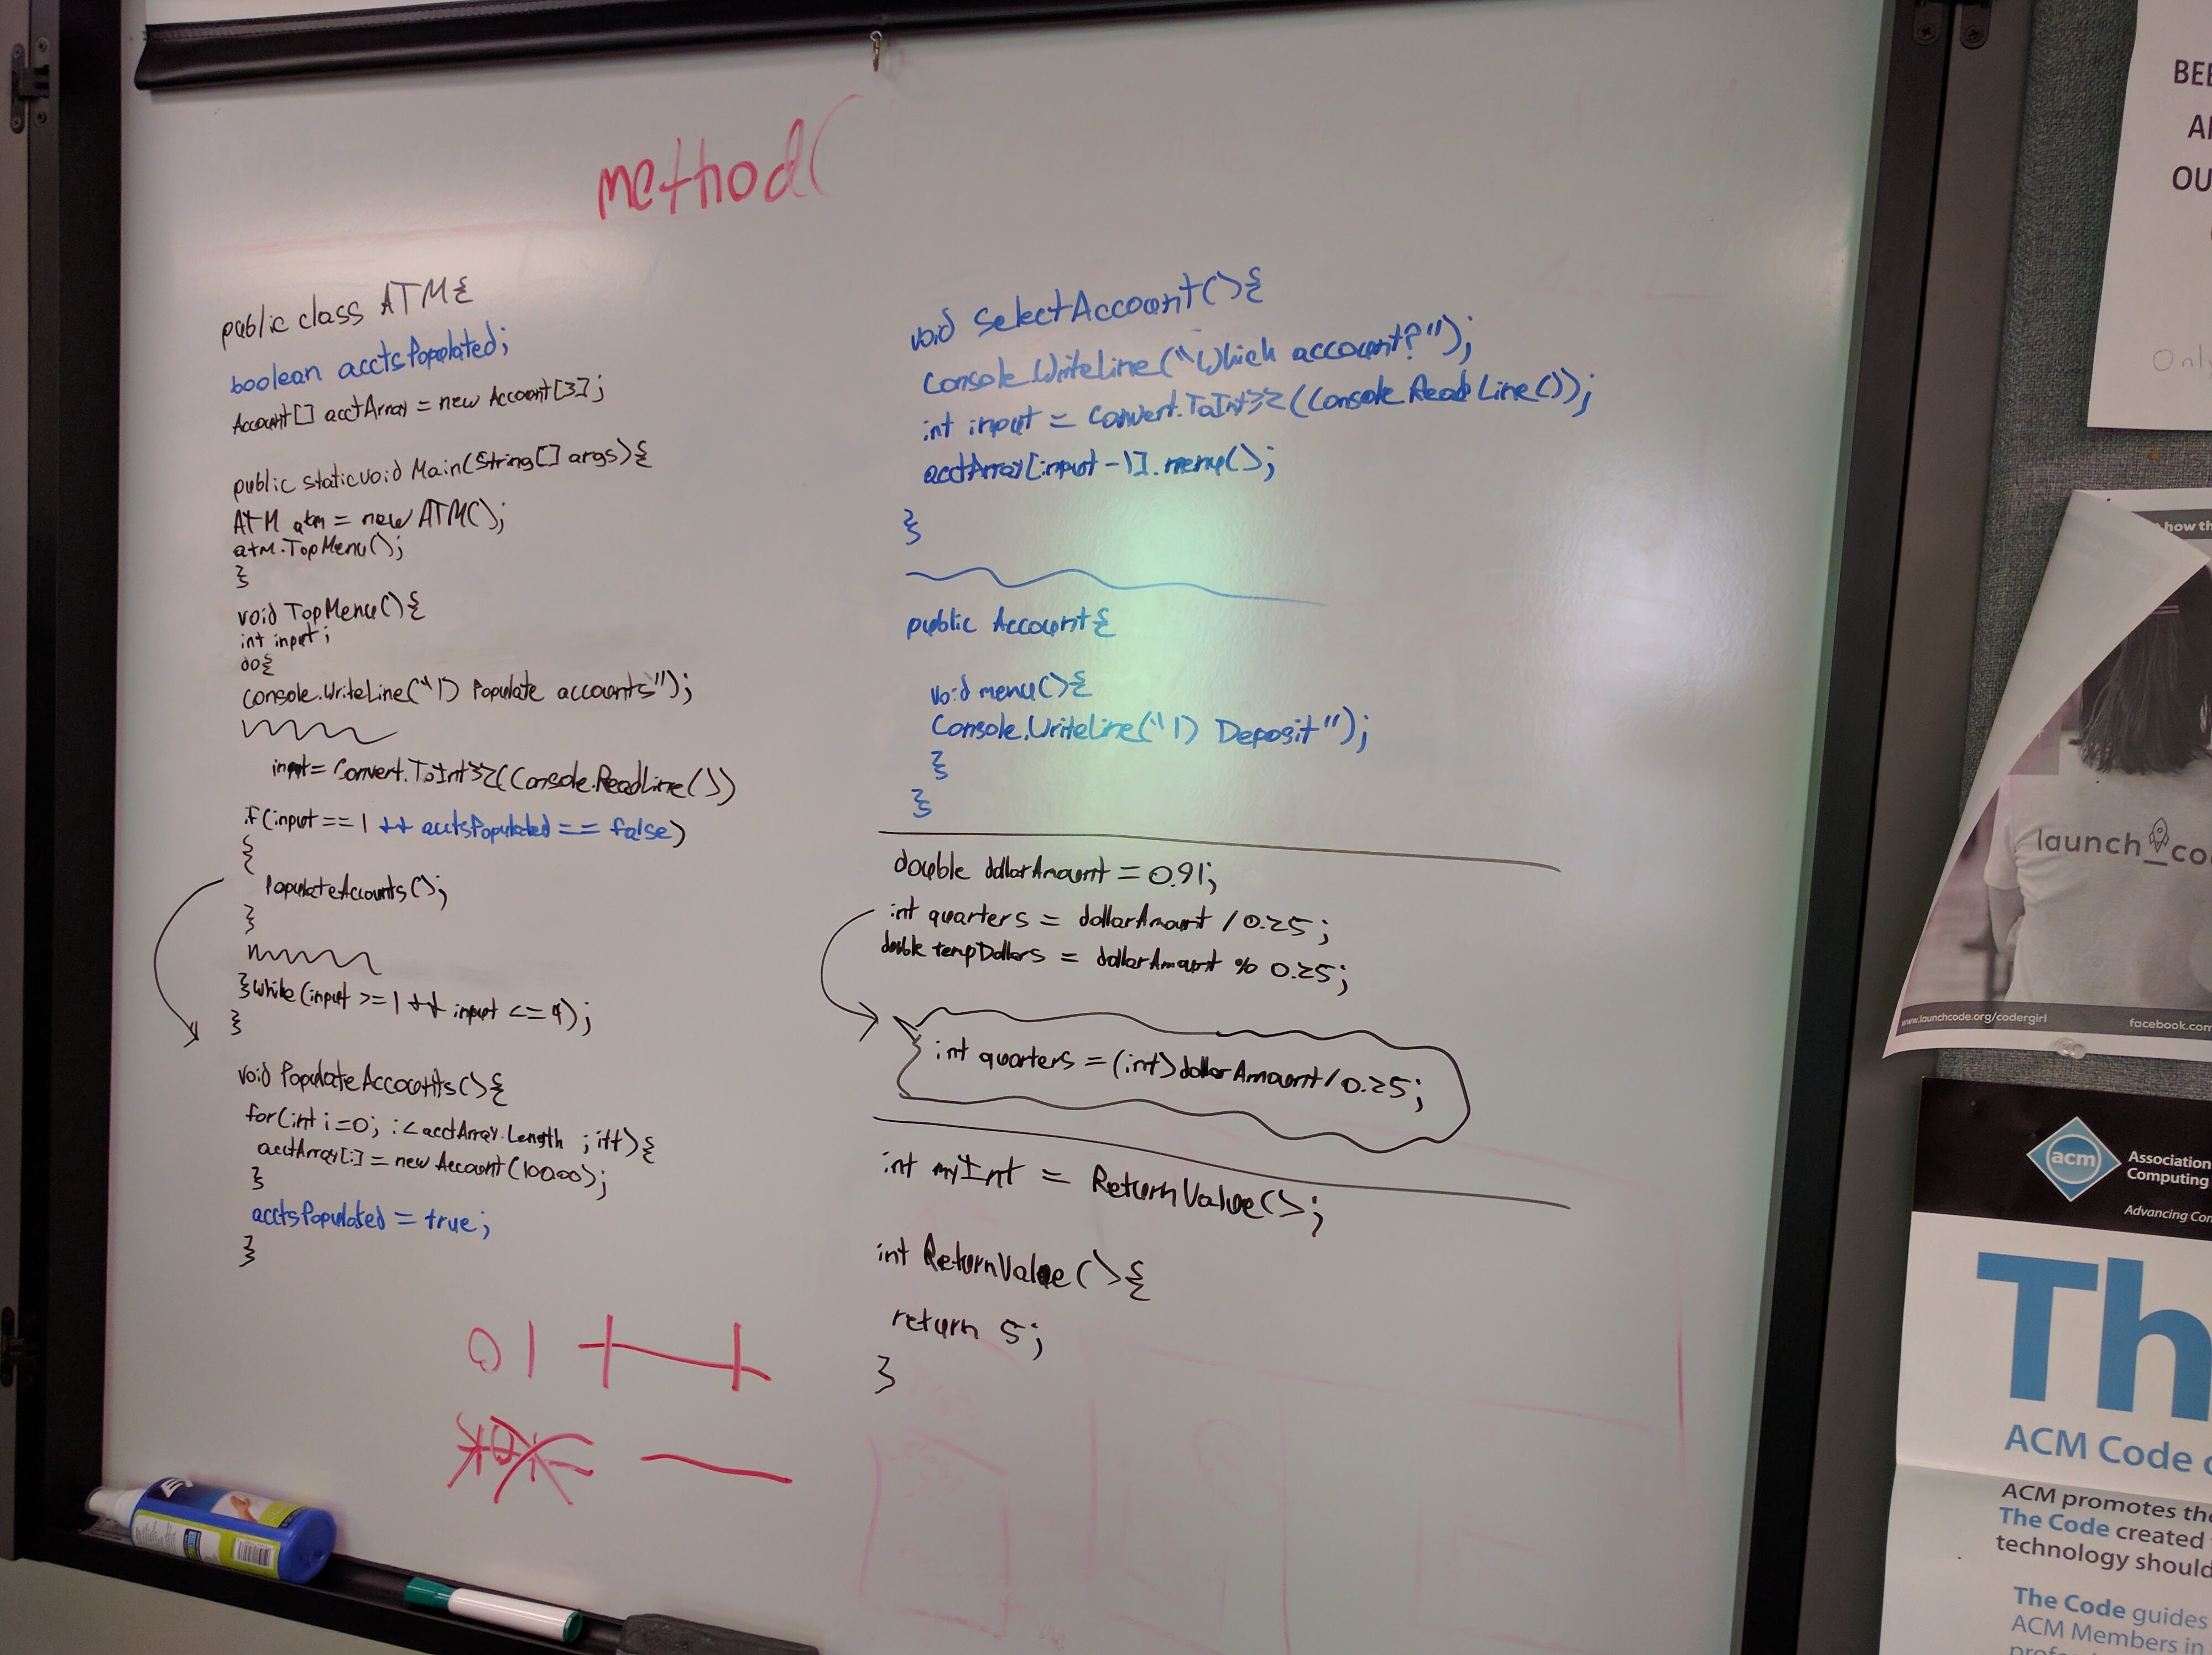 method(
public class ATM{
boolean acctsPopulated;
Account[] acctArray = new Account[3];
public static void Main(String[] args){
ATM atm = new ATM();
atm.TopMenu();
}
void TopMenu(){
int input;
do{
Console.WriteLine("1) Populate accounts");
input = Convert.ToInt32(Console.ReadLine())
if(input == 1 && acctsPopulated == false)
{
PopulateAccounts();
}
}while(input >= 1 && input <= 4);
}
void PopulateAccounts(){
for(int i=0; i < acctArray.Length ; i++){
acctArray[i] = new Account(10000);
}
acctsPopulated = true;
}
01
void SelectAccount(){
Console.WriteLine("Which account?");
int input = Convert.ToInt32(Console.ReadLine());
acctArray[input-1].menu();
}
public Account{
void menu(){
Console.WriteLine("1) Deposit");
}
}
double dollarAmount = 0.91;
int quarters = dollarAmount / 0.25;
double tempDollars = dollarAmount % 0.25;
int quarters = (int)dollarAmount / 0.25;
int myInt = ReturnValue();
int ReturnValue(){
return 5;
}
BEE
OU
Only
how th
launch_co
www.launchcode.org/codergirl
facebook.com
acm
Association
Computing
Advancing Com
Th
ACM Code
ACM promotes the
The Code created
technology should
The Code guides
ACM Members in